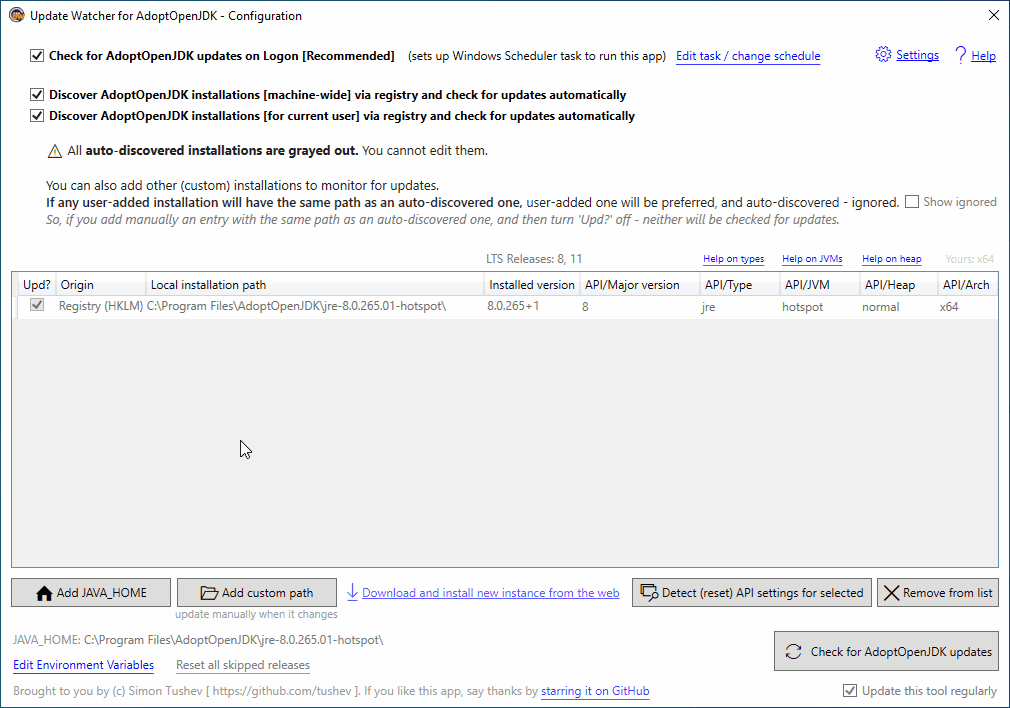 Update Watcher for AdoptOpenJDK - Configuration
Check for AdoptOpenJDK updates on Logon [Recommended] (sets up Windows Scheduler task to run this app) Edit task / change schedule Settings ? Help
Discover AdoptOpenJDK installations [machine-wide] via registry and check for updates automatically
Discover AdoptOpenJDK installations [for current user] via registry and check for updates automatically
All auto-discovered installations are grayed out. You cannot edit them.
You can also add other (custom) installations to monitor for updates.
If any user-added installation will have the same path as an auto-discovered one, user-added one will be preferred, and auto-discovered - ignored. Show ignored
So, if you add manually an entry with the same path as an auto-discovered one, and then turn 'Upd?' off - neither will be checked for updates.
LTS Releases: 8, 11 Help on types Help on JVMs Help on heap Yours: x64
Upd? Origin Local installation path Installed version API/Major version API/Type API/JVM API/Heap API/Arch
Registry (HKLM) C:\Program Files\AdoptOpenJDK\jre-8.0.265.01-hotspot\ 8.0.265+1 8 jre hotspot normal x64
Add JAVA_HOME Add custom path Download and install new instance from the web Detect (reset) API settings for selected Remove from list
update manually when it changes
JAVA_HOME: C:\Program Files\AdoptOpenJDK\jre-8.0.265.01-hotspot\
Check for AdoptOpenJDK updates
Edit Environment Variables Reset all skipped releases
Brought to you by (c) Simon Tushev [ https://github.com/tushev ]. If you like this app, say thanks by starring it on GitHub Update this tool regularly